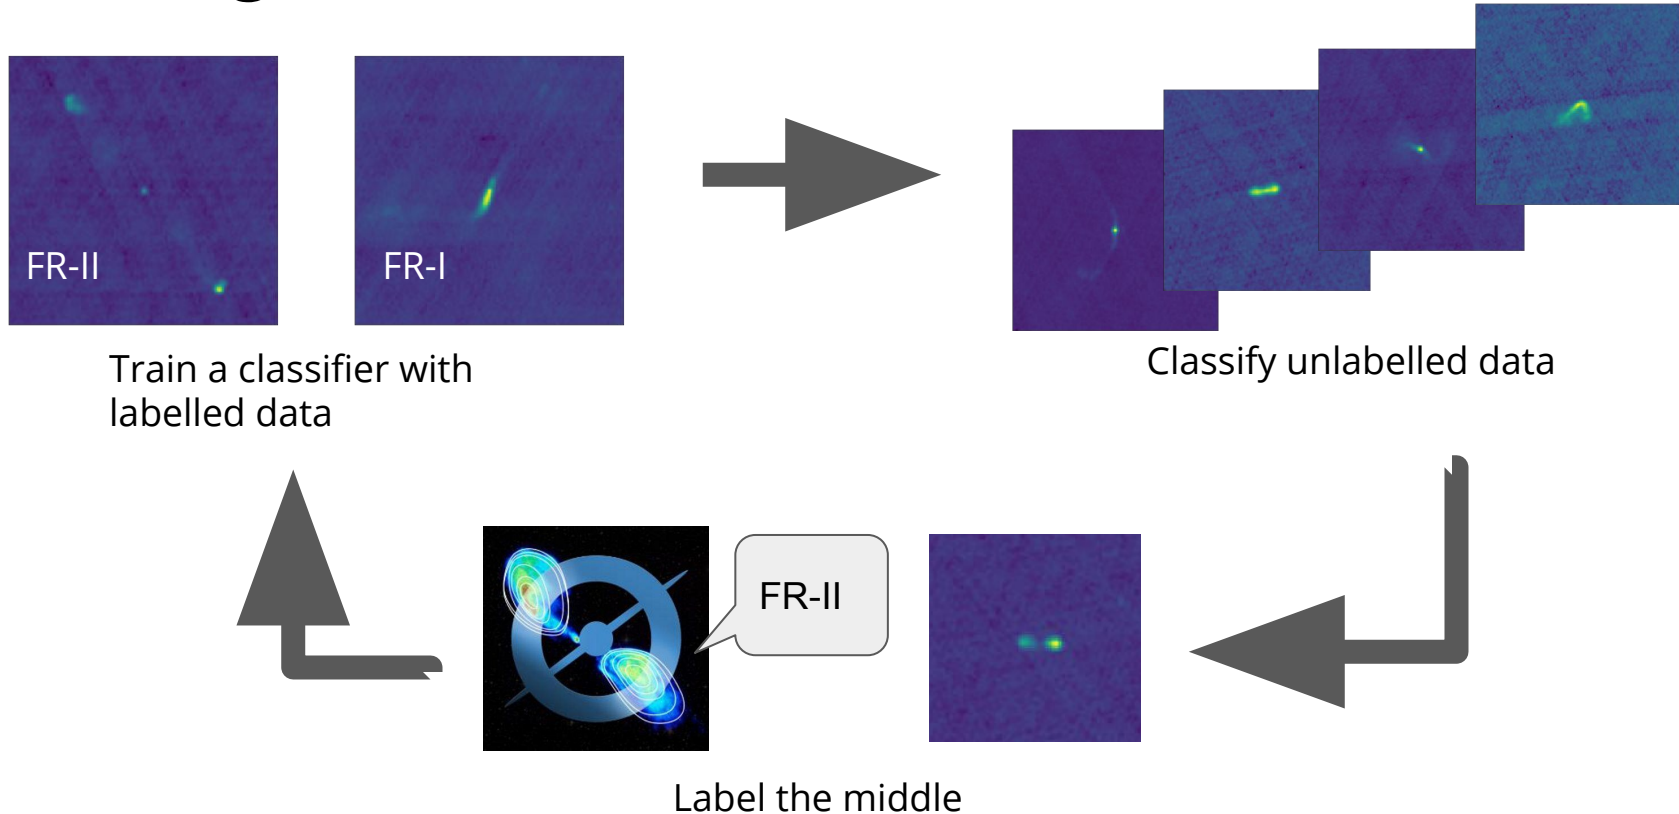 FR-II
FR-I
Train a classifier with
labelled data
Classify unlabelled data
FR-II
Label the middle